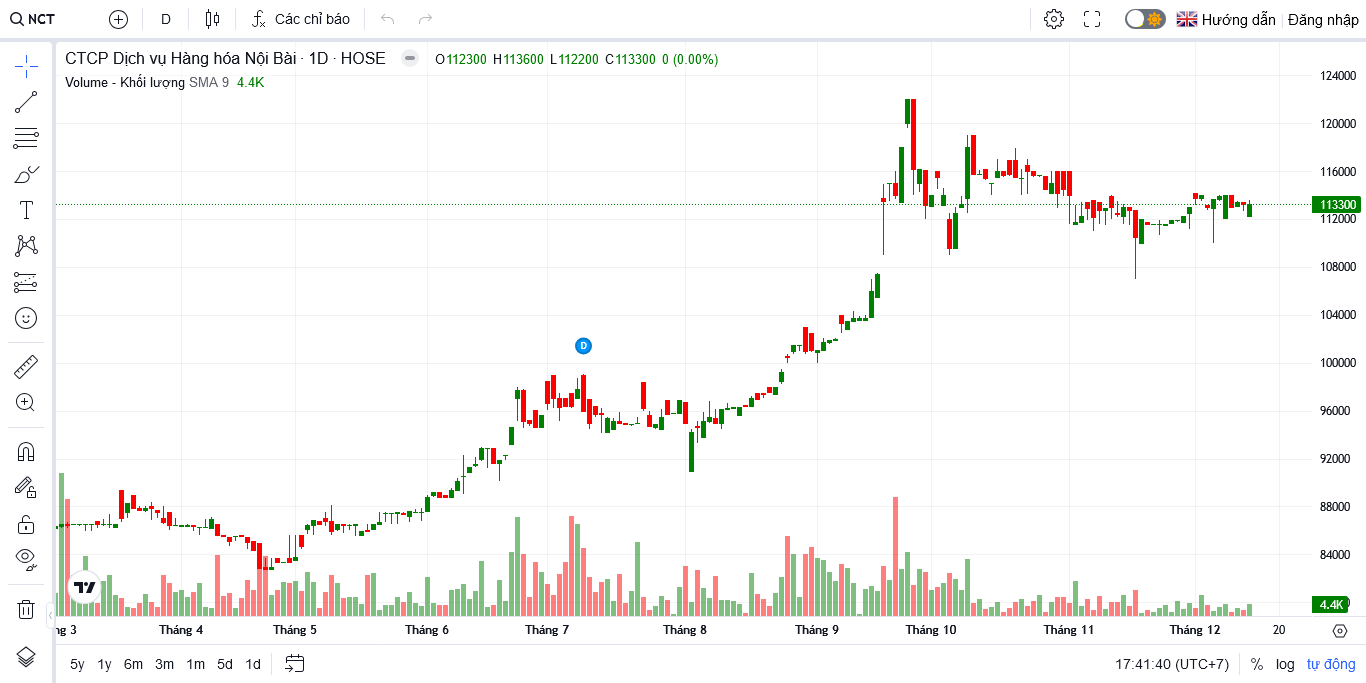 NCT D Các chỉ báo Hướng dẫn Đăng nhập
CTCP Dịch vụ Hàng hóa Nội Bài · 1D · HOSE O112300 H113600 L112200 C113300 0 (0.00%)
Volume - Khối lượng SMA 9 4.4K
124000
120000
116000
113300
112000
108000
104000
100000
D
96000
92000
88000
84000
4.4K
Tháng 4 Tháng 5 Tháng 6 Tháng 7 Tháng 8 Tháng 9 Tháng 10 Tháng 11 Tháng 12 20
5y 1y 6m 3m 1m 5d 1d 17:41:40 (UTC+7) % log tự động